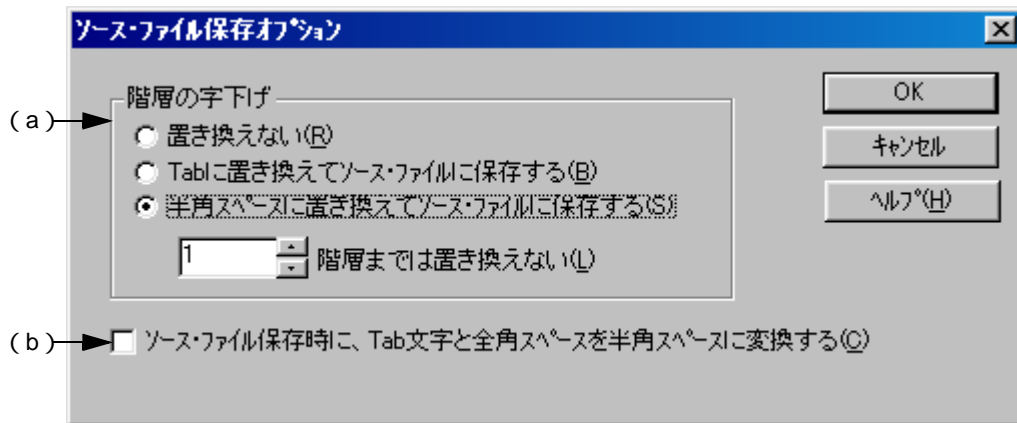 ソース・ファイル保存オプション
階層の字下げ
OK
(a)
置き換えない(R)
キャンセル
Tabに置き換えてソース・ファイルに保存する(B)
ヘルプ(H)
半角スペースに置き換えてソース・ファイルに保存する(S)
1 階層までは置き換えない(L)
(b) ソース・ファイル保存時に、Tab文字と全角スペースを半角スペースに変換する(C)